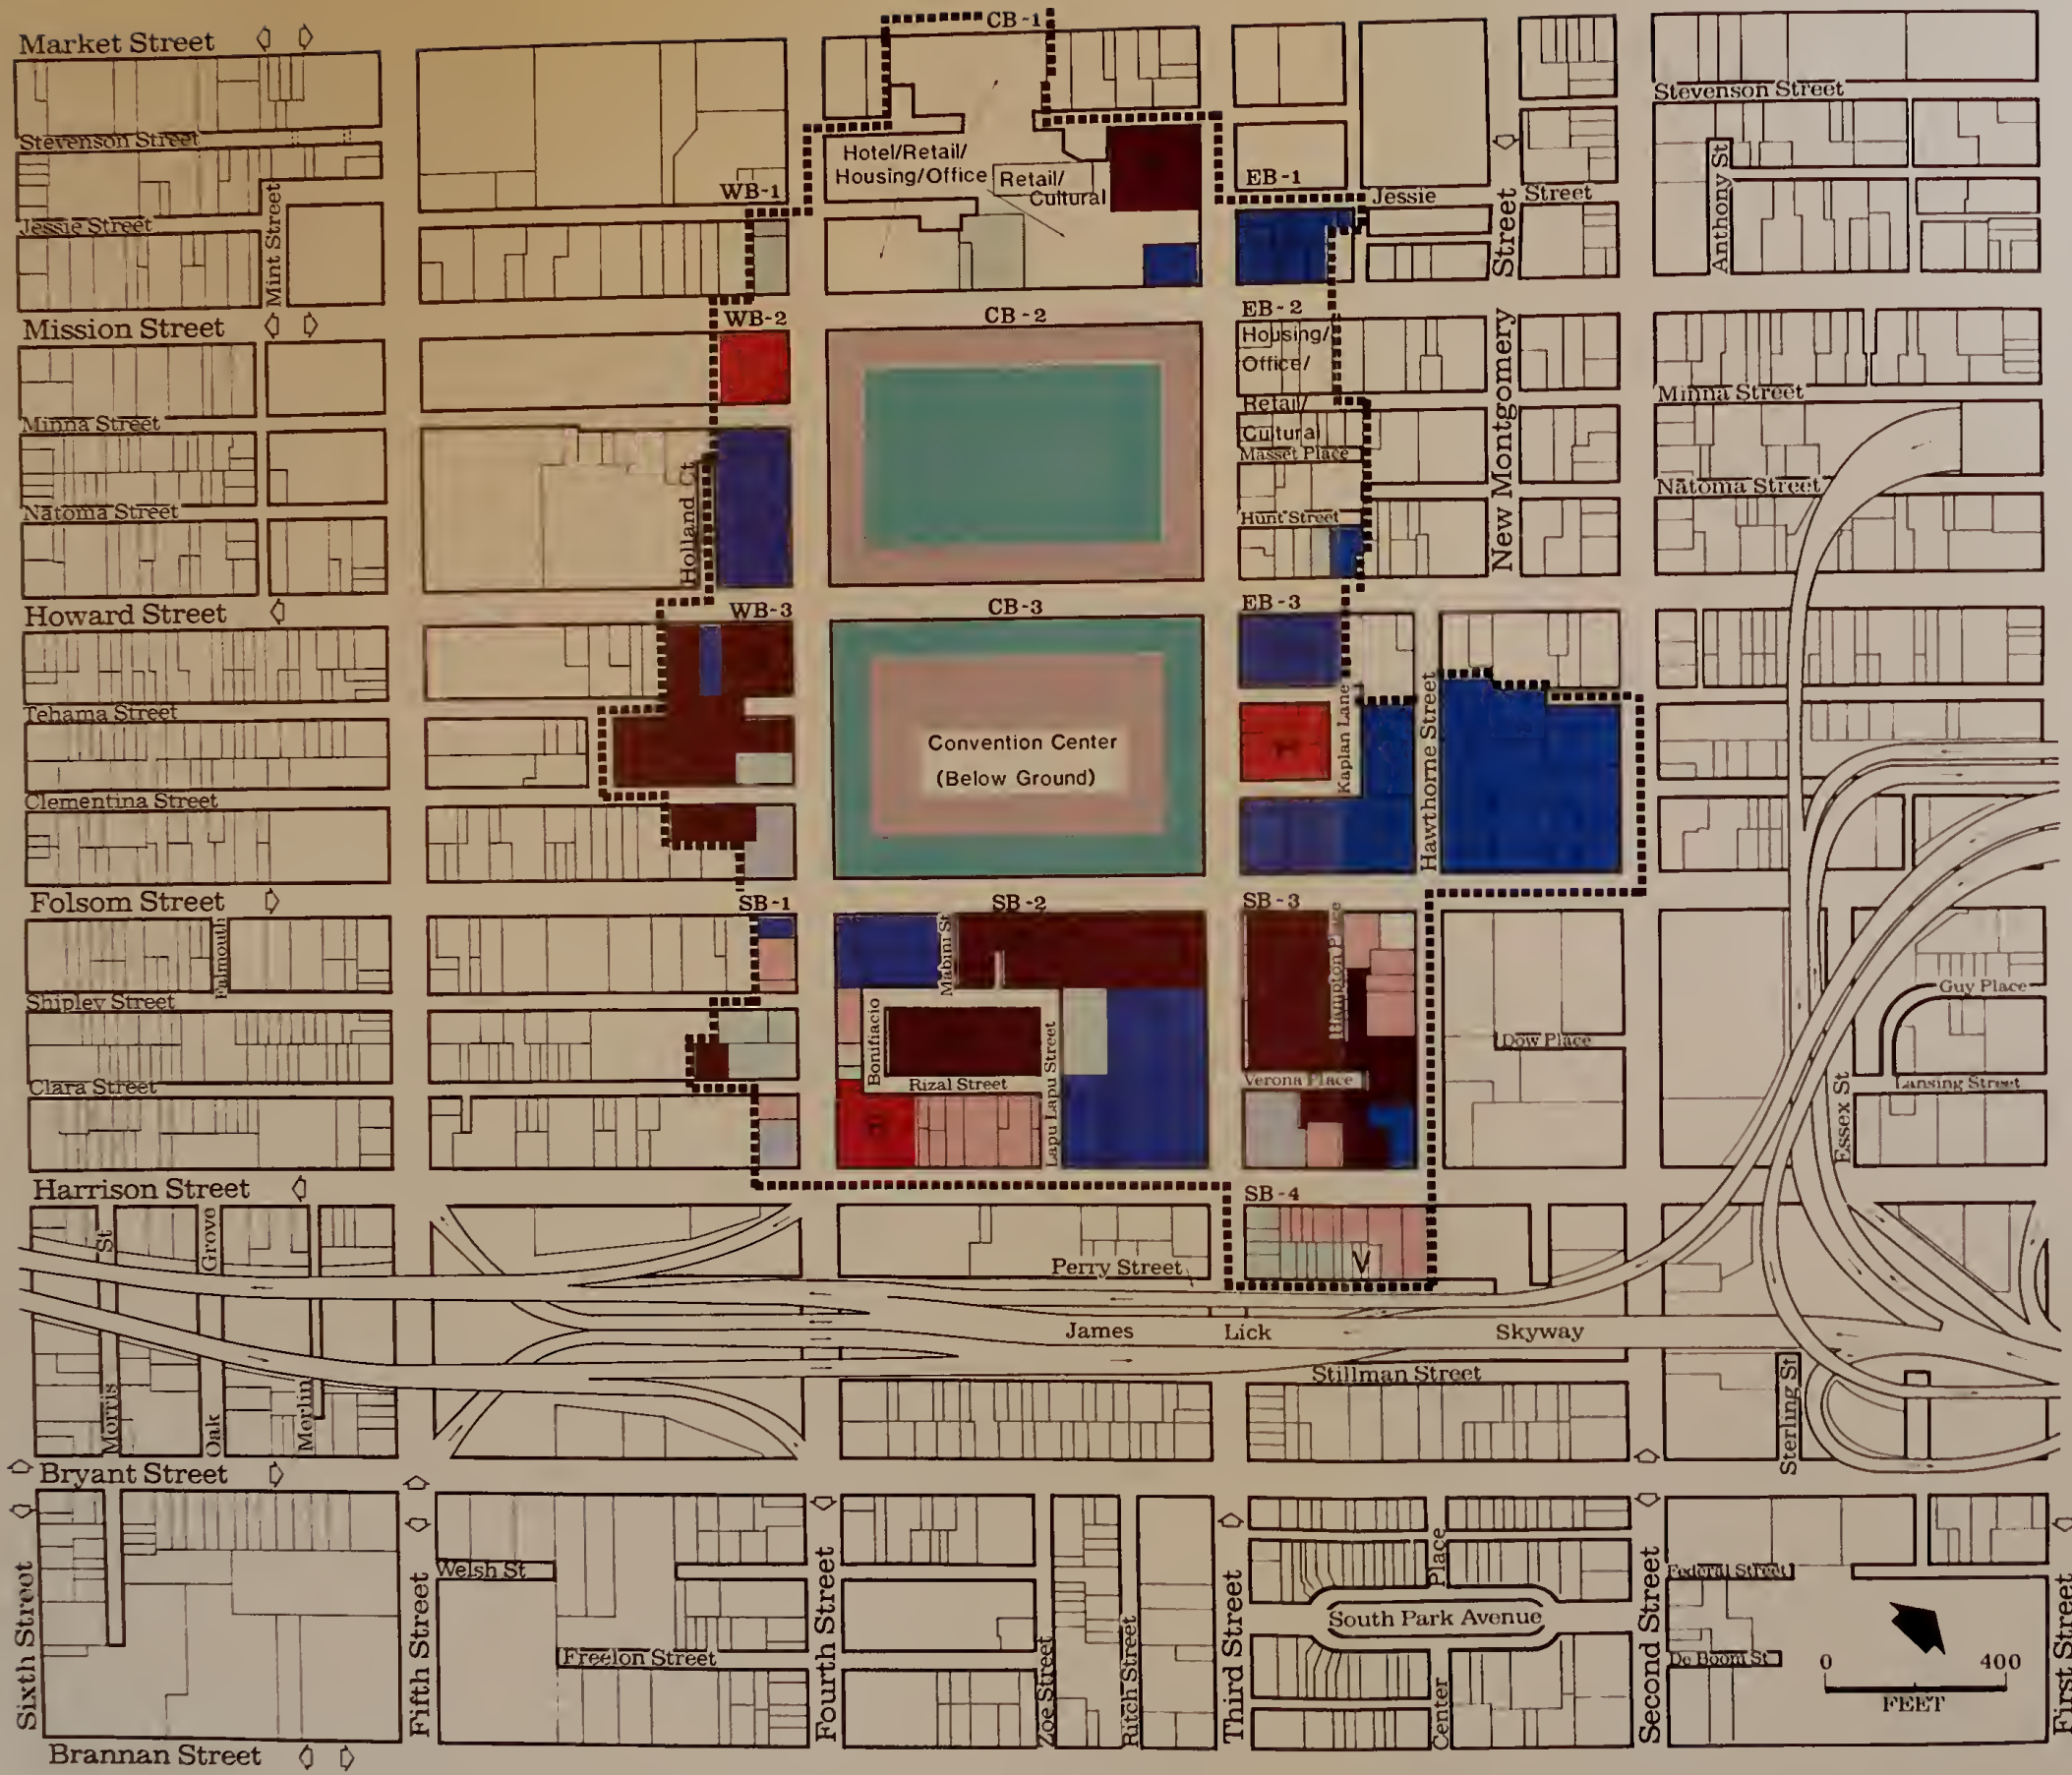 CB-1
Market Street
Stevenson Street
Stevenson Street
Hotel/Retail/
Housing/Office
Retail/
Cultural
WB-1
EB-1
Jessie
Street
Street
Anthony St
Jessie Street
Mint Street
Mission Street
WB-2
CB-2
EB-2
Housing/
Office/
Retail/
Cultural
Masset Place
Hunt Street
New Montgomery
Minna Street
Minna Street
Natoma Street
Natoma Street
Holland Ct
Howard Street
WB-3
CB-3
EB-3
Tehama Street
Convention Center
(Below Ground)
H
Kaplan Lane
Hawthorne Street
Clementina Street
Folsom Street
SB-1
SB-2
SB-3
Falmouth
Mabini St
Hampton Place
Shipley Street
Guy Place
Bonifiacio
Lapu Lapu Street
Dow Place
Clara Street
Rizal Street
Verona Place
Lansing Street
Essex St
H
Harrison Street
SB-4
St
Grove
V
Perry Street
James Lick Skyway
Stillman Street
Morris
Oak
Merlin
Sterling St
Bryant Street
Welsh St
Place
Federal Street
South Park Avenue
Freelon Street
De Boom St
0 400
FEET
Sixth Street
Fifth Street
Fourth Street
Zoe Street
Ritch Street
Third Street
Center
Second Street
First Street
Brannan Street